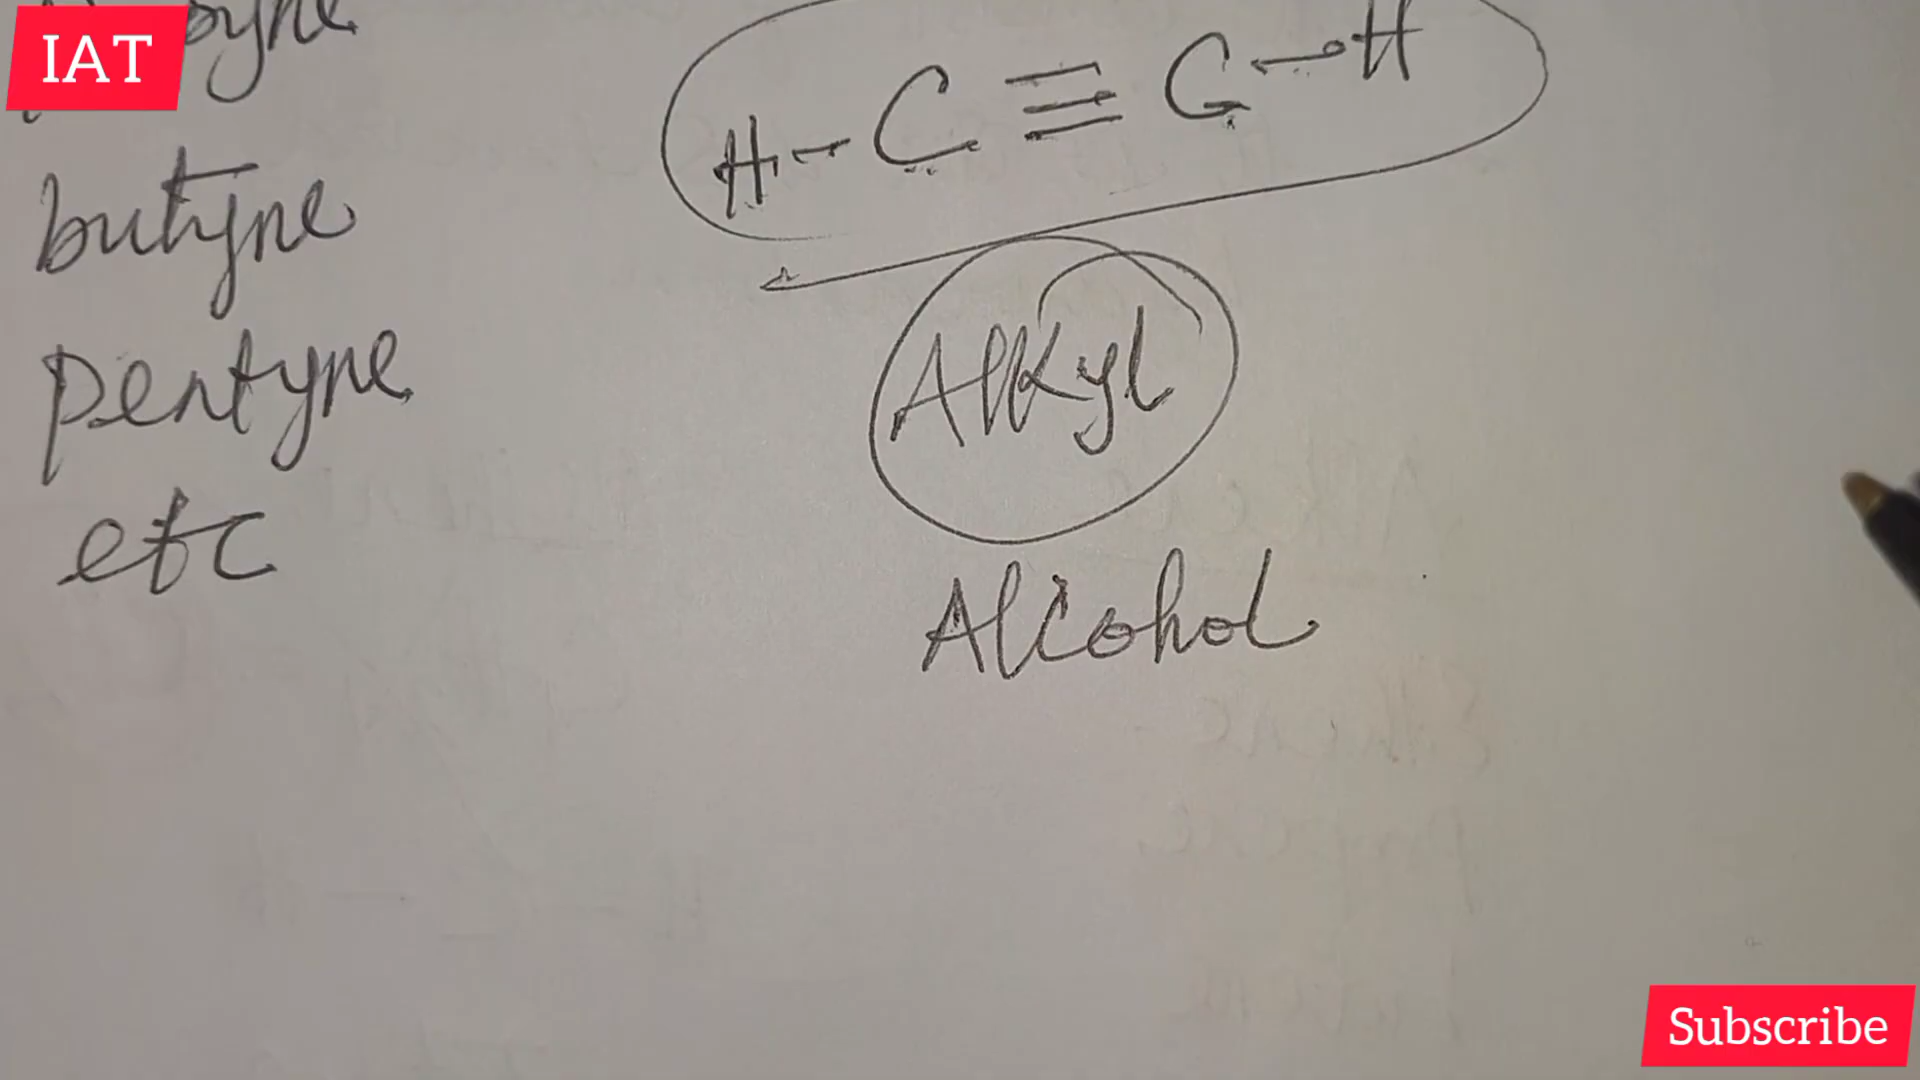 IAT
H - C ≡ C - H
butyne
pentyne
etc
Alkyl
Alcohol
Subscribe